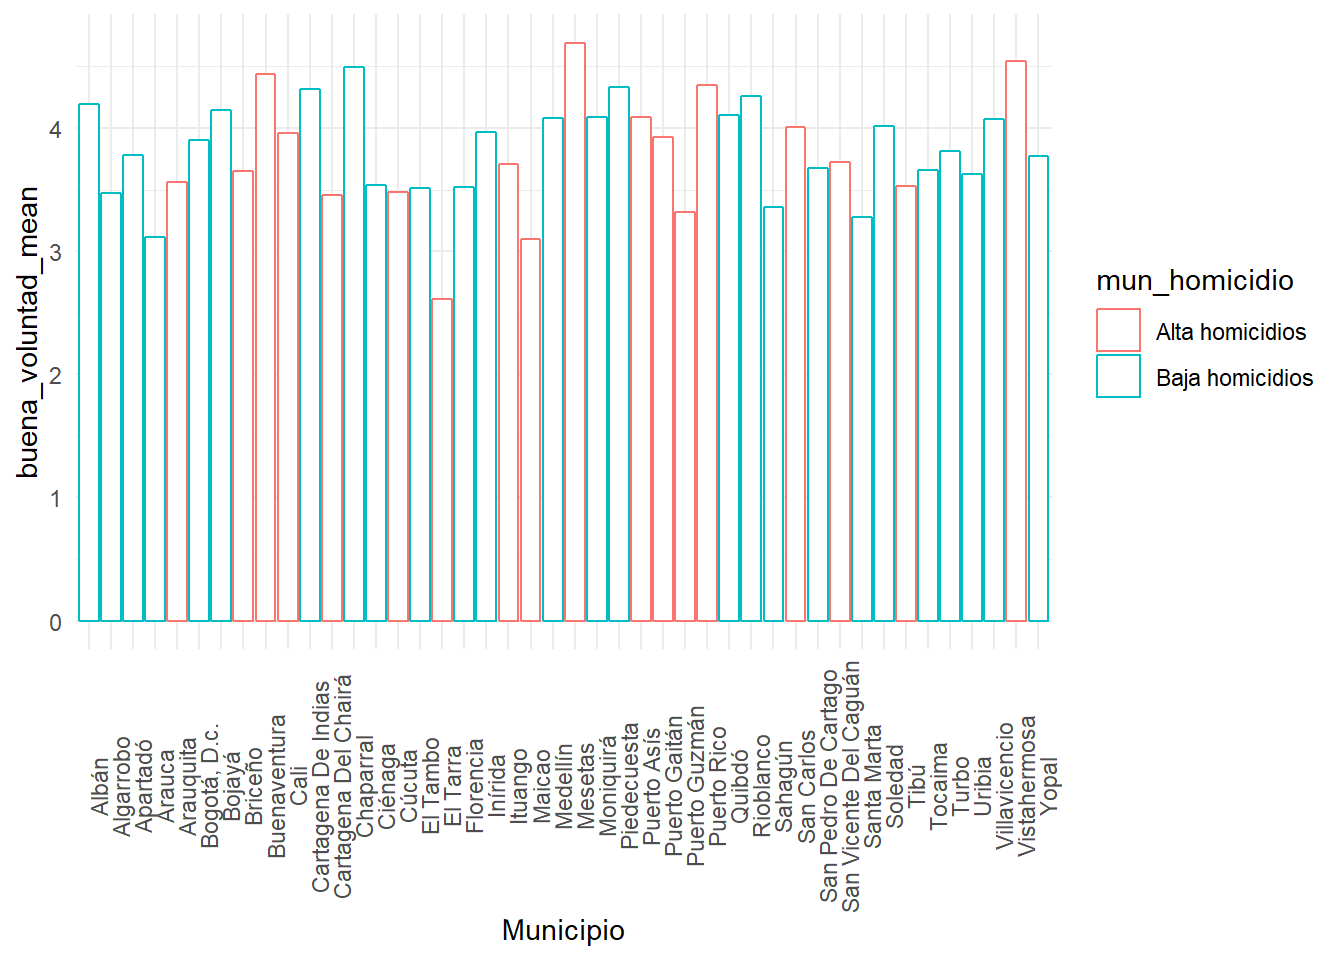 buena_voluntad_mean
4
3
2
1
0
Albán
Algarrobo
Apartadó
Arauca
Arauquita
Bogotá, D.c.
Bojayá
Briceño
Buenaventura
Cali
Cartagena De Indias
Cartagena Del Chairá
Chaparral
Ciénaga
Cúcuta
El Tambo
El Tarra
Florencia
Inírida
Ituango
Maicao
Medellín
Mesetas
Moniquirá
Piedecuesta
Puerto Asís
Puerto Gaitán
Puerto Guzmán
Puerto Rico
Quibdó
Rioblanco
Sahagún
San Carlos
San Pedro De Cartago
San Vicente Del Caguán
Santa Marta
Soledad
Tibú
Tocaima
Turbo
Uribia
Villavicencio
Vistahermosa
Yopal
Municipio
mun_homicidio
Alta homicidios
Baja homicidios